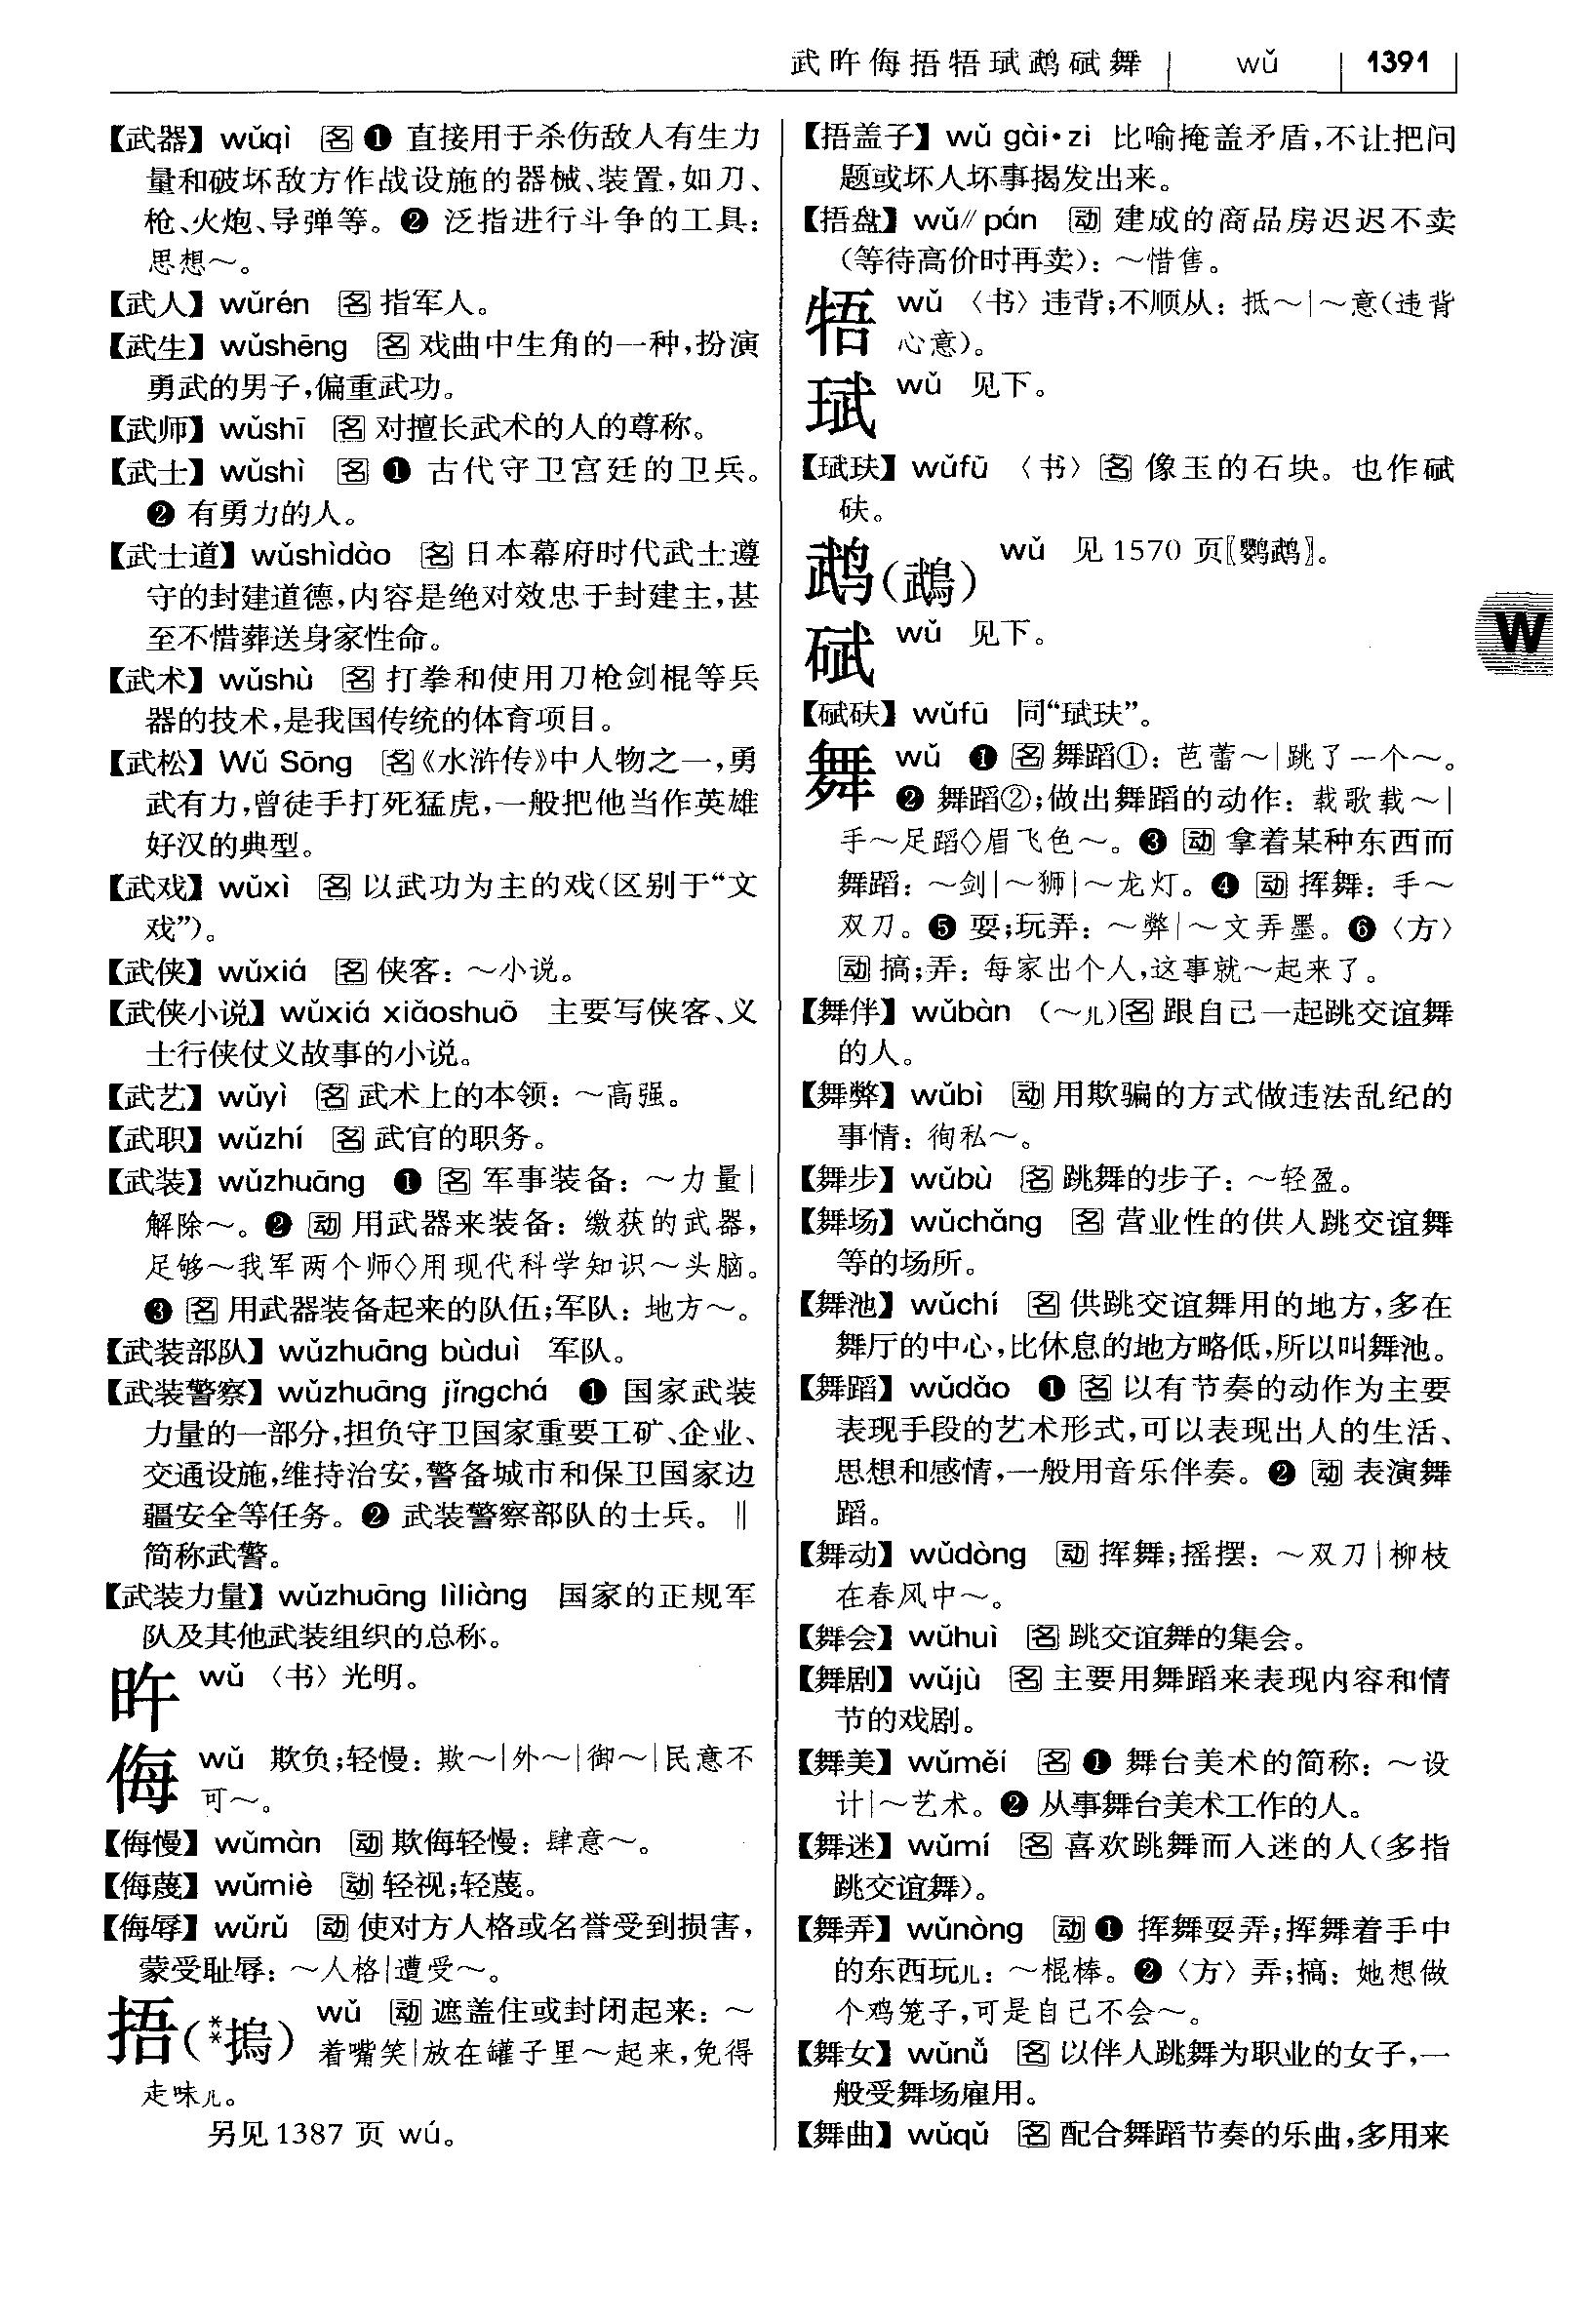 武旿侮捂牾珷鹉碔舞 wǔ 1391
【武器】 wǔqì 名 ❶ 直接用于杀伤敌人有生力
量和破坏敌方作战设施的器械、装置，如刀、
枪、火炮、导弹等。❷ 泛指进行斗争的工具：
思想～。
【武人】 wǔrén 名 指军人。
【武生】 wǔshēng 名 戏曲中生角的一种，扮演
勇武的男子，偏重武功。
【武师】 wǔshī 名 对擅长武术的人的尊称。
【武士】 wǔshì 名 ❶ 古代守卫宫廷的卫兵。
❷ 有勇力的人。
【武士道】 wǔshìdào 名 日本幕府时代武士遵
守的封建道德，内容是绝对效忠于封建主，甚
至不惜葬送身家性命。
【武术】 wǔshù 名 打拳和使用刀枪剑棍等兵
器的技术，是我国传统的体育项目。
【武松】 Wǔ Sōng 名《水浒传》中人物之一，勇
武有力，曾徒手打死猛虎，一般把他当作英雄
好汉的典型。
【武戏】 wǔxì 名 以武功为主的戏(区别于“文
戏”)。
【武侠】 wǔxiá 名 侠客：～小说。
【武侠小说】 wǔxiá xiǎoshuō 主要写侠客、义
士行侠仗义故事的小说。
【武艺】 wǔyì 名 武术上的本领：～高强。
【武职】 wǔzhí 名 武官的职务。
【武装】 wǔzhuāng ❶ 名 军事装备：～力量|
解除～。❷ 动 用武器来装备：缴获的武器，
足够～我军两个师◇用现代科学知识～头脑。
❸ 名 用武器装备起来的队伍;军队：地方～。
【武装部队】 wǔzhuāng bùduì 军队。
【武装警察】 wǔzhuāng jǐngchá ❶ 国家武装
力量的一部分，担负守卫国家重要工矿、企业、
交通设施，维持治安，警备城市和保卫国家边
疆安全等任务。❷ 武装警察部队的士兵。‖
简称武警。
【武装力量】 wǔzhuāng lìliàng 国家的正规军
队及其他武装组织的总称。
旿 wǔ 〈书〉光明。
侮 wǔ 欺负;轻慢：欺～|外～|御～|民意不
可～。
【侮慢】 wǔmàn 动 欺侮轻慢：肆意～。
【侮蔑】 wǔmiè 动 轻视;轻蔑。
【侮辱】 wǔrǔ 动 使对方人格或名誉受到损害，
蒙受耻辱：～人格|遭受～。
捂(**摀) wǔ 动 遮盖住或封闭起来：～
着嘴笑|放在罐子里～起来，免得
走味儿。
另见 1387 页 wú。
【捂盖子】 wǔ gài·zi 比喻掩盖矛盾，不让把问
题或坏人坏事揭发出来。
【捂盘】 wǔ//pán 动 建成的商品房迟迟不卖
(等待高价时再卖)：～惜售。
牾 wǔ 〈书〉违背;不顺从：抵～|～意(违背
心意)。
珷 wǔ 见下。
【珷玞】 wǔfū 〈书〉名 像玉的石块。也作碔
砆。
鹉(鵡) wǔ 见 1570 页〖鹦鹉〗。
碔 wǔ 见下。
【碔砆】 wǔfū 同“珷玞”。
舞 wǔ ❶ 名 舞蹈①：芭蕾～|跳了一个～。
❷ 舞蹈②;做出舞蹈的动作：载歌载～|
手～足蹈◇眉飞色～。❸ 动 拿着某种东西而
舞蹈：～剑|～狮|～龙灯。❹ 动 挥舞：手～
双刀。❺ 耍;玩弄：～弊|～文弄墨。❻〈方〉
动 搞;弄：每家出个人，这事就～起来了。
【舞伴】 wǔbàn (～儿)名 跟自己一起跳交谊舞
的人。
【舞弊】 wǔbì 动 用欺骗的方式做违法乱纪的
事情：徇私～。
【舞步】 wǔbù 名 跳舞的步子：～轻盈。
【舞场】 wǔchǎng 名 营业性的供人跳交谊舞
等的场所。
【舞池】 wǔchí 名 供跳交谊舞用的地方，多在
舞厅的中心，比休息的地方略低，所以叫舞池。
【舞蹈】 wǔdǎo ❶ 名 以有节奏的动作为主要
表现手段的艺术形式，可以表现出人的生活、
思想和感情，一般用音乐伴奏。❷ 动 表演舞
蹈。
【舞动】 wǔdòng 动 挥舞;摇摆：～双刀|柳枝
在春风中～。
【舞会】 wǔhuì 名 跳交谊舞的集会。
【舞剧】 wǔjù 名 主要用舞蹈来表现内容和情
节的戏剧。
【舞美】 wǔměi 名 ❶ 舞台美术的简称：～设
计|～艺术。❷ 从事舞台美术工作的人。
【舞迷】 wǔmí 名 喜欢跳舞而入迷的人(多指
跳交谊舞)。
【舞弄】 wǔnòng 动 ❶ 挥舞耍弄;挥舞着手中
的东西玩儿：～棍棒。❷〈方〉弄;搞：她想做
个鸡笼子，可是自己不会～。
【舞女】 wǔnǚ 名 以伴人跳舞为职业的女子，一
般受舞场雇用。
【舞曲】 wǔqǔ 名 配合舞蹈节奏的乐曲，多用来
W